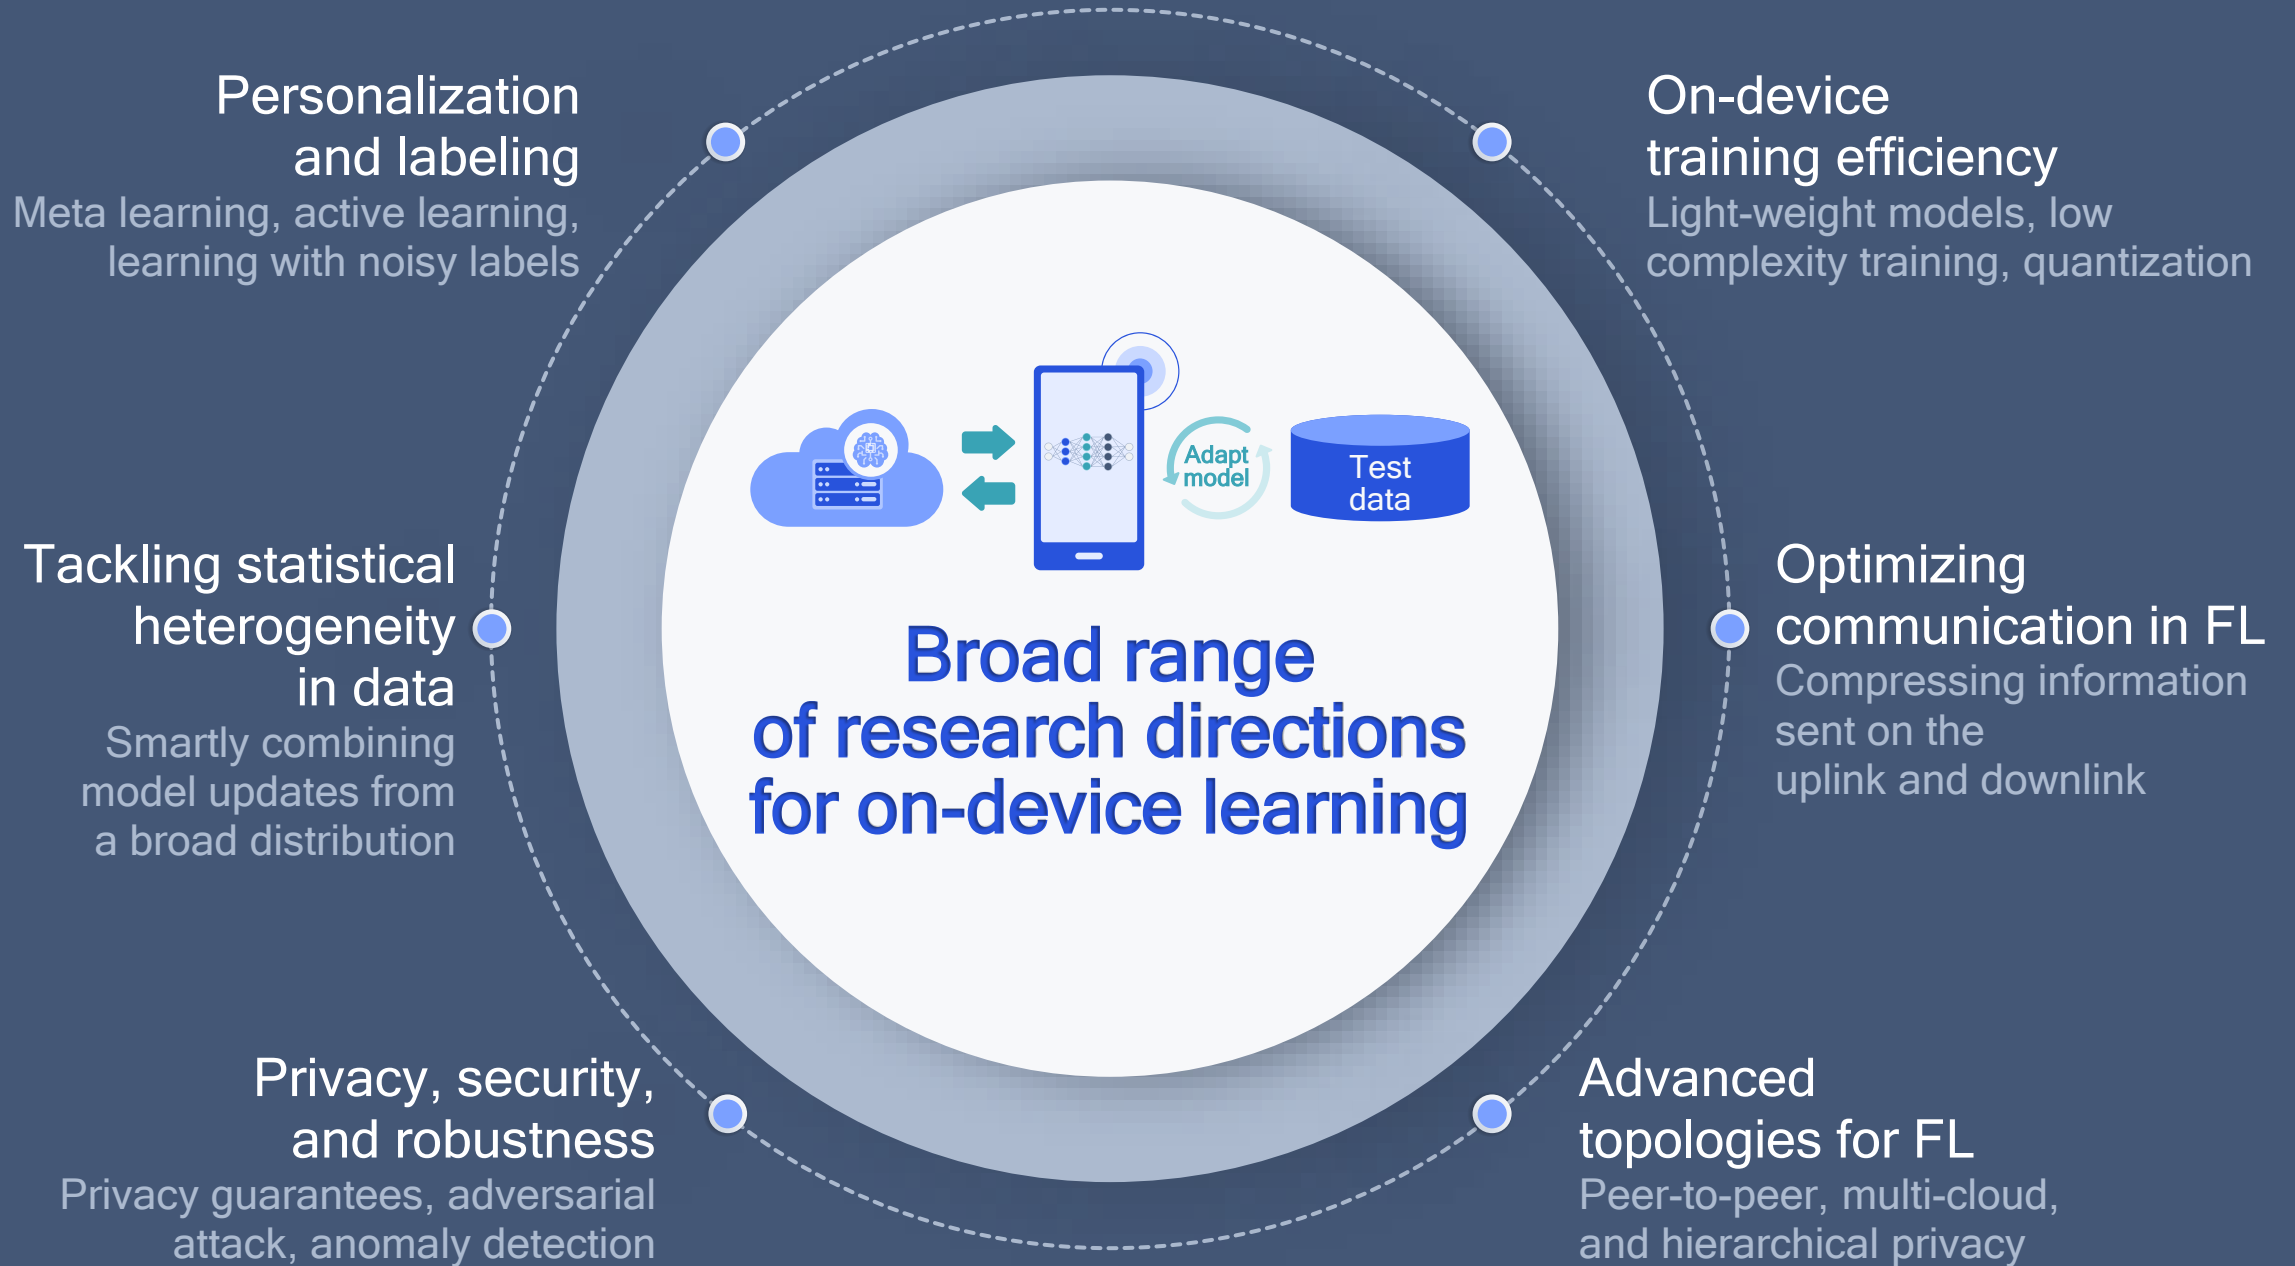 Personalization
and labeling
Meta learning, active learning,
learning with noisy labels
On-device
training efficiency
Light-weight models, low
complexity training, quantization
Adapt
model
Test
data
Tackling statistical
heterogeneity
in data
Smartly combining
model updates from
a broad distribution
Broad range
of research directions
for on-device learning
Optimizing
communication in FL
Compressing information
sent on the
uplink and downlink
Privacy, security,
and robustness
Privacy guarantees, adversarial
attack, anomaly detection
Advanced
topologies for FL
Peer-to-peer, multi-cloud,
and hierarchical privacy